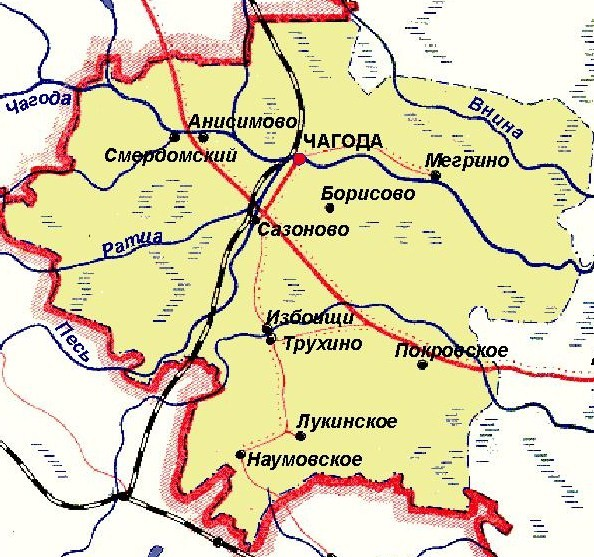 Чагода
Внина
Анисимово
ЧАГОДА
Смердомский
Мегрино
Борисово
Сазоново
Ратца
Песь
Избоищи
Трухино
Покровское
Лукинское
Наумовское